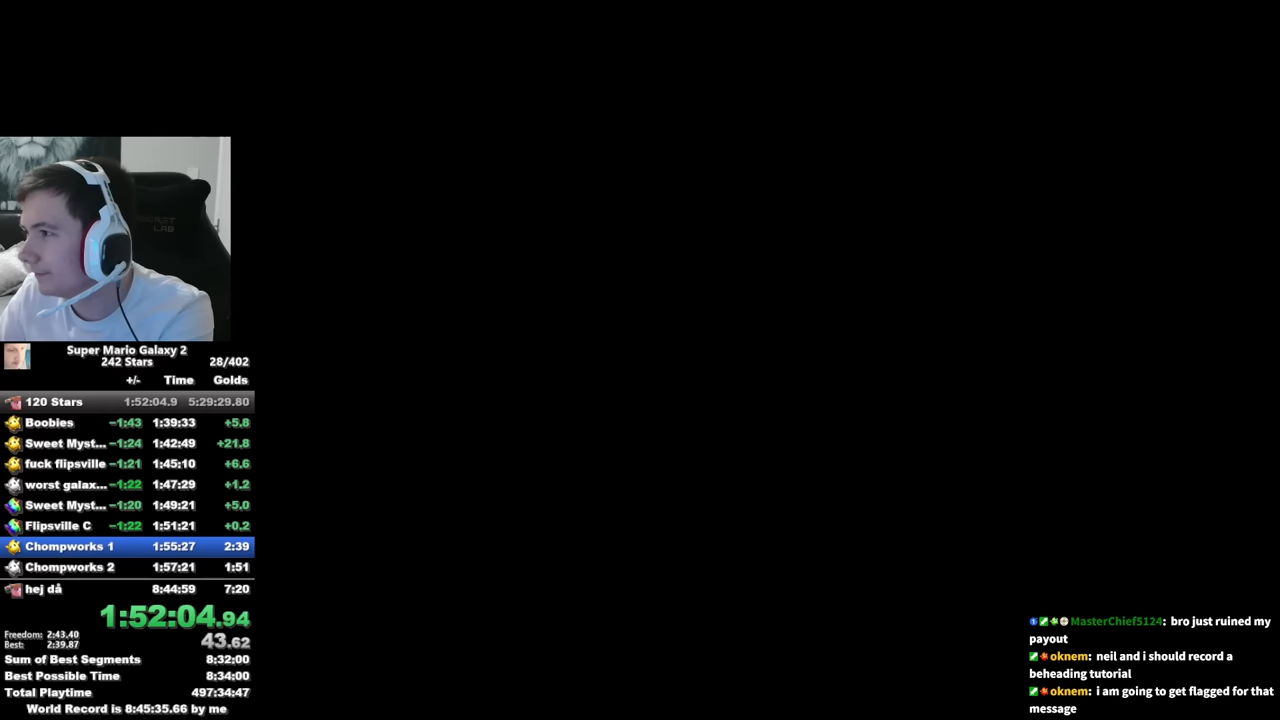 Super Mario Galaxy 2
242 Stars 28/402
+/- Time Golds
120 Stars 1:52:04.9 5:29:29.80
Boobies −1:43 1:39:33 +5.8
Sweet Myst... −1:24 1:42:49 +21.8
fuck flipsville −1:21 1:45:10 +6.6
worst galax... −1:22 1:47:29 +1.2
Sweet Myst... −1:20 1:49:21 +5.0
Flipsville C −1:22 1:51:21 +0.2
Chompworks 1 1:55:27 2:39
Chompworks 2 1:57:21 1:51
hej då 8:44:59 7:20
1:52:04.94
Freedom: 2:43.40
Best: 2:39.87
43.62
Sum of Best Segments 8:32:00
Best Possible Time 8:34:00
Total Playtime 497:34:47
World Record is 8:45:35.66 by me
MasterChief5124: bro just ruined my
payout
oknem: neil and i should record a
beheading tutorial
oknem: i am going to get flagged for that
message